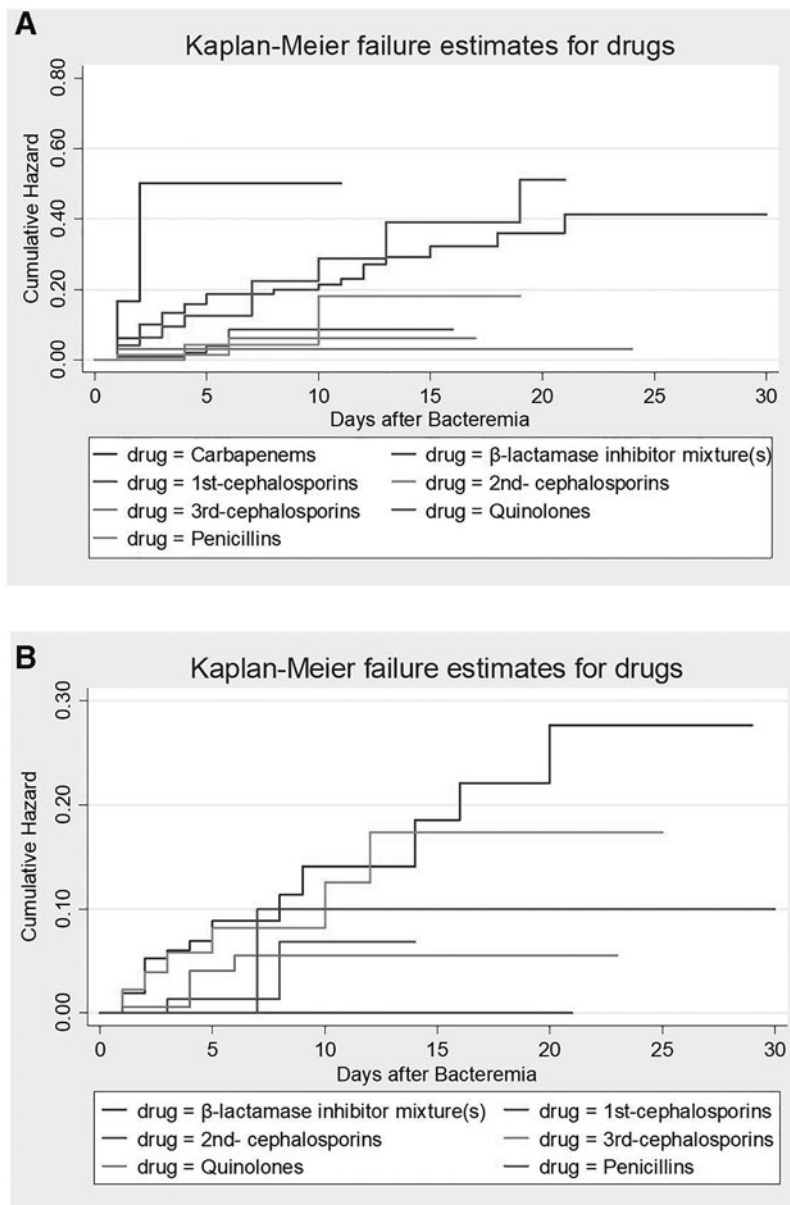 A
Kaplan-Meier failure estimates for drugs
Cumulative Hazard
0.80
0.60
0.40
0.20
0.00
0 5 10 15 20 25 30
Days after Bacteremia
drug = Carbapenems drug = β-lactamase inhibitor mixture(s)
drug = 1st-cephalosporins drug = 2nd- cephalosporins
drug = 3rd-cephalosporins drug = Quinolones
drug = Penicillins
B
Kaplan-Meier failure estimates for drugs
Cumulative Hazard
0.30
0.20
0.10
0.00
0 5 10 15 20 25 30
Days after Bacteremia
drug = β-lactamase inhibitor mixture(s) drug = 1st-cephalosporins
drug = 2nd- cephalosporins drug = 3rd-cephalosporins
drug = Quinolones drug = Penicillins